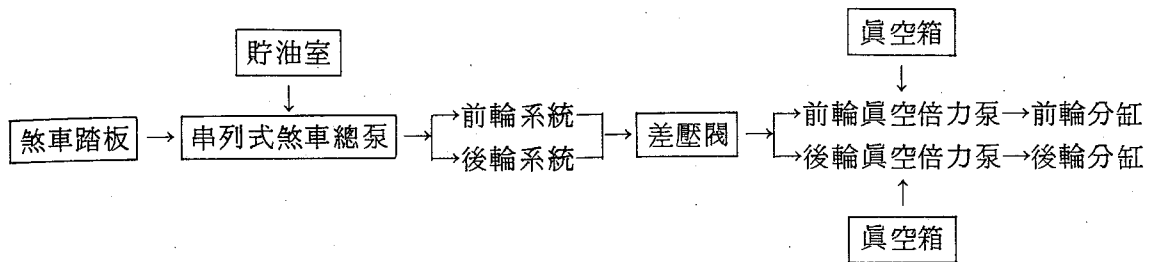 眞空箱
貯油室
煞車踏板→串列式煞車總泵→前輪系統→差壓閥→前輪眞空倍力泵→前輪分缸
→後輪系統→後輪眞空倍力泵→後輪分缸
眞空箱